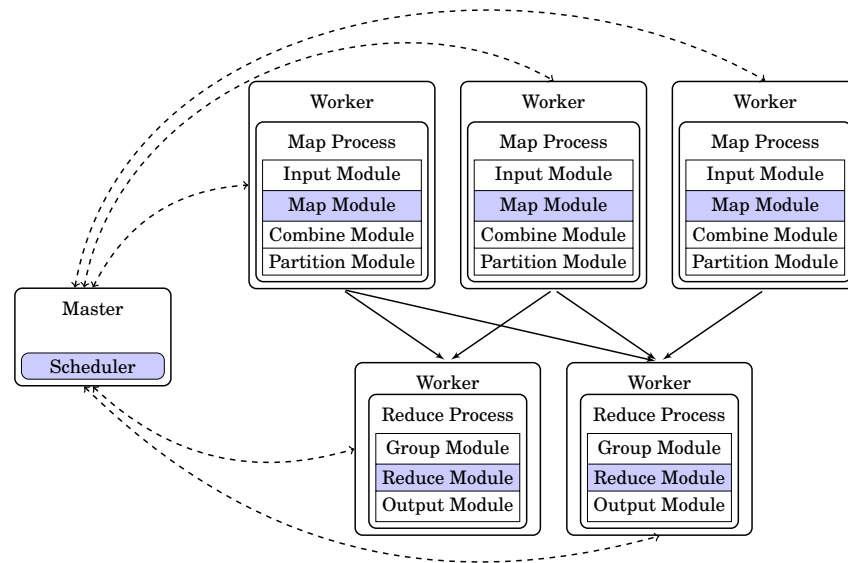 Worker
Map Process
Input Module
Map Module
Combine Module
Partition Module
Worker
Map Process
Input Module
Map Module
Combine Module
Partition Module
Worker
Map Process
Input Module
Map Module
Combine Module
Partition Module
Master
Scheduler
Worker
Reduce Process
Group Module
Reduce Module
Output Module
Worker
Reduce Process
Group Module
Reduce Module
Output Module